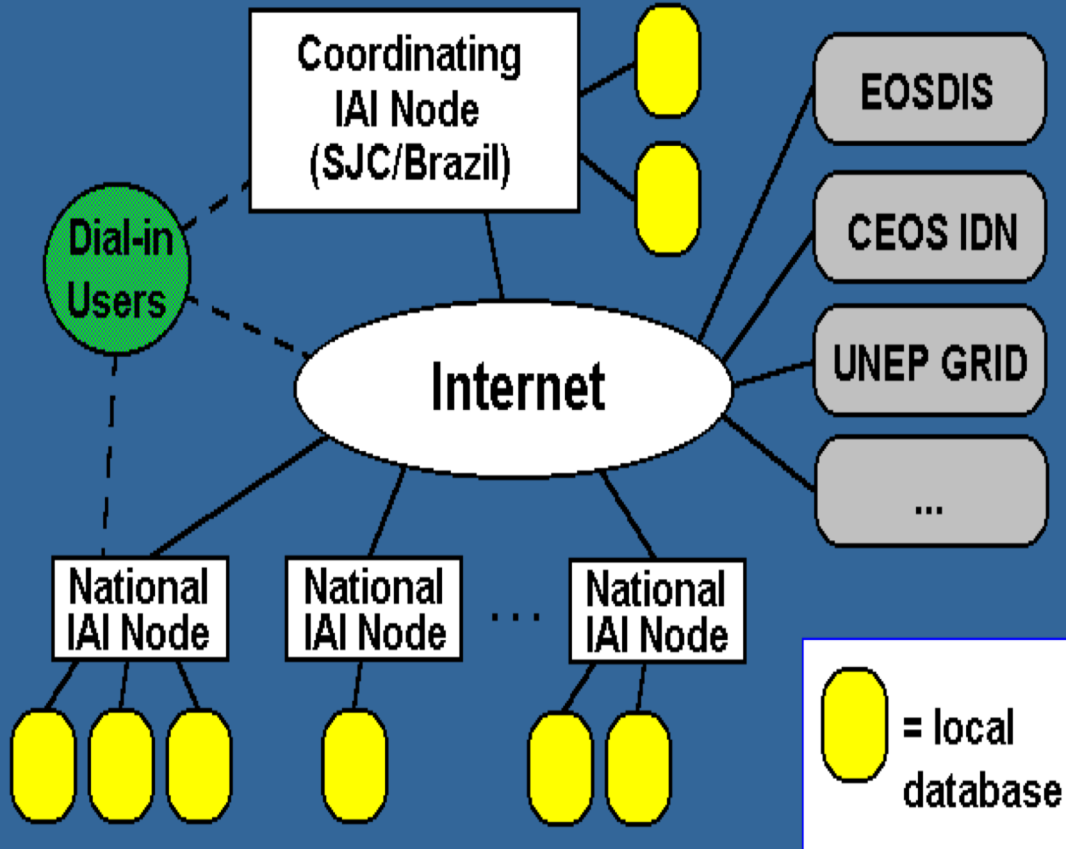 Coordinating
IAI Node
(SJC/Brazil)
EOSDIS
CEOS IDN
UNEP GRID
...
Dial-in
Users
Internet
National
IAI Node
National
IAI Node
...
National
IAI Node
= local
database